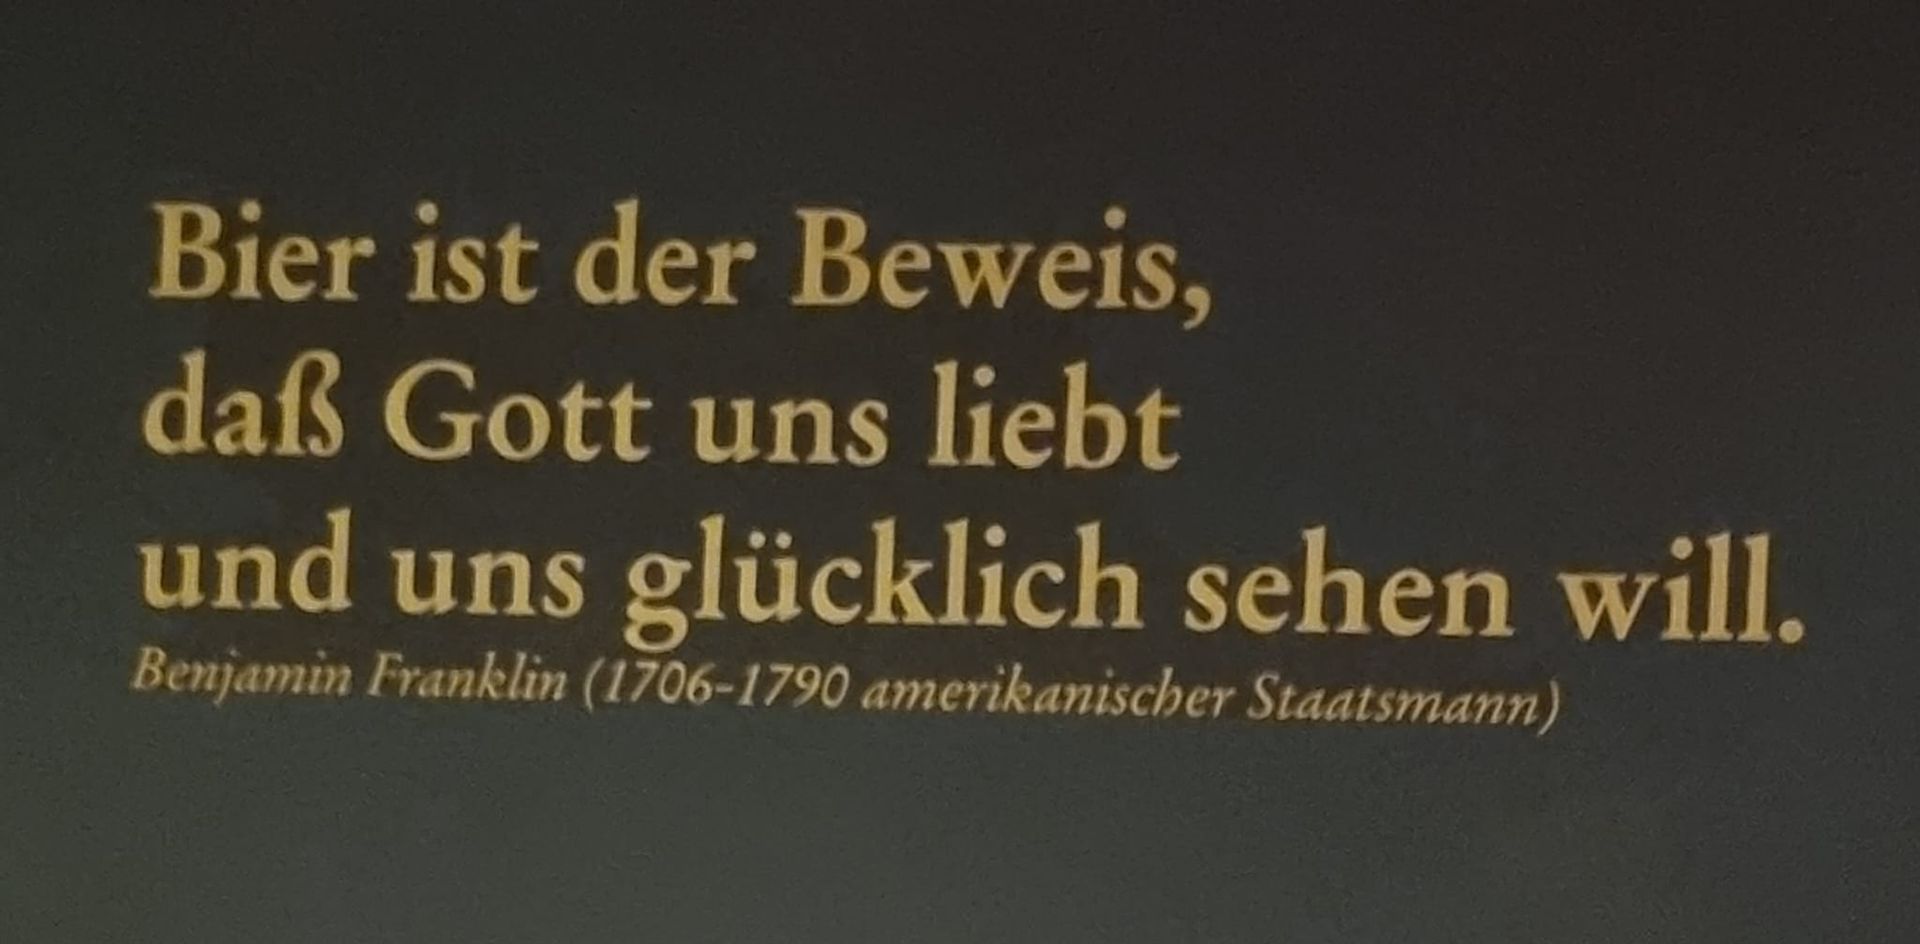 Bier ist der Beweis,
daß Gott uns liebt
und uns glücklich sehen will.
Benjamin Franklin (1706-1790 amerikanischer Staatsmann)